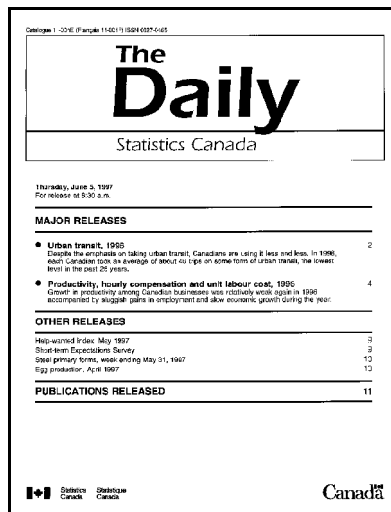 Catalogue 11-001E (Français 11-001F) ISSN 0827-0465
The
Daily
Statistics Canada
Thursday, June 5, 1997
For release at 8:30 a.m.
MAJOR RELEASES
● Urban transit, 1996 2
Despite the emphasis on taking urban transit, Canadians are using it less and less. In 1996,
each Canadian took an average of about 48 trips on some form of urban transit, the lowest
level in the past 25 years.
● Productivity, hourly compensation and unit labour cost, 1996 4
Growth in productivity among Canadian businesses was relatively weak again in 1996
accompanied by sluggish gains in employment and slow economic growth during the year.
OTHER RELEASES
Help-wanted index May 1997 9
Short-term Expectations Survey 9
Steel primary forms, week ending May 31, 1997 10
Egg production, April 1997 10
PUBLICATIONS RELEASED 11
Statistics Statistique
Canada Canada
Canada